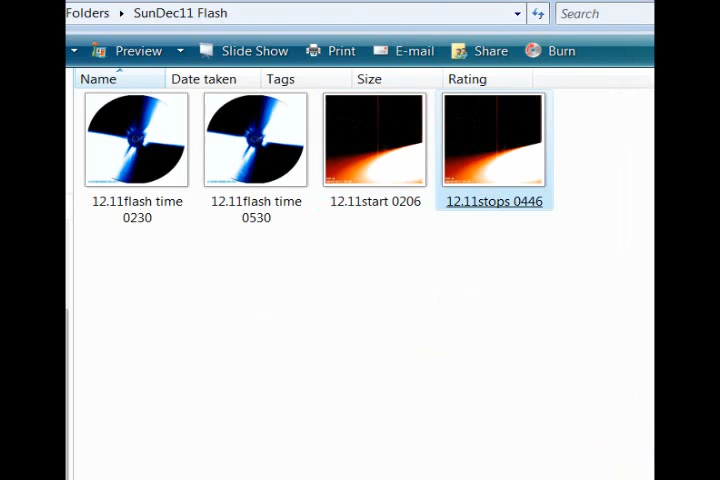 Folders SunDec11 Flash Search
Preview Slide Show Print E-mail Share Burn
Name Date taken Tags Size Rating
12.11flash time
0230
12.11flash time
0530
12.11start 0206
12.11stops 0446